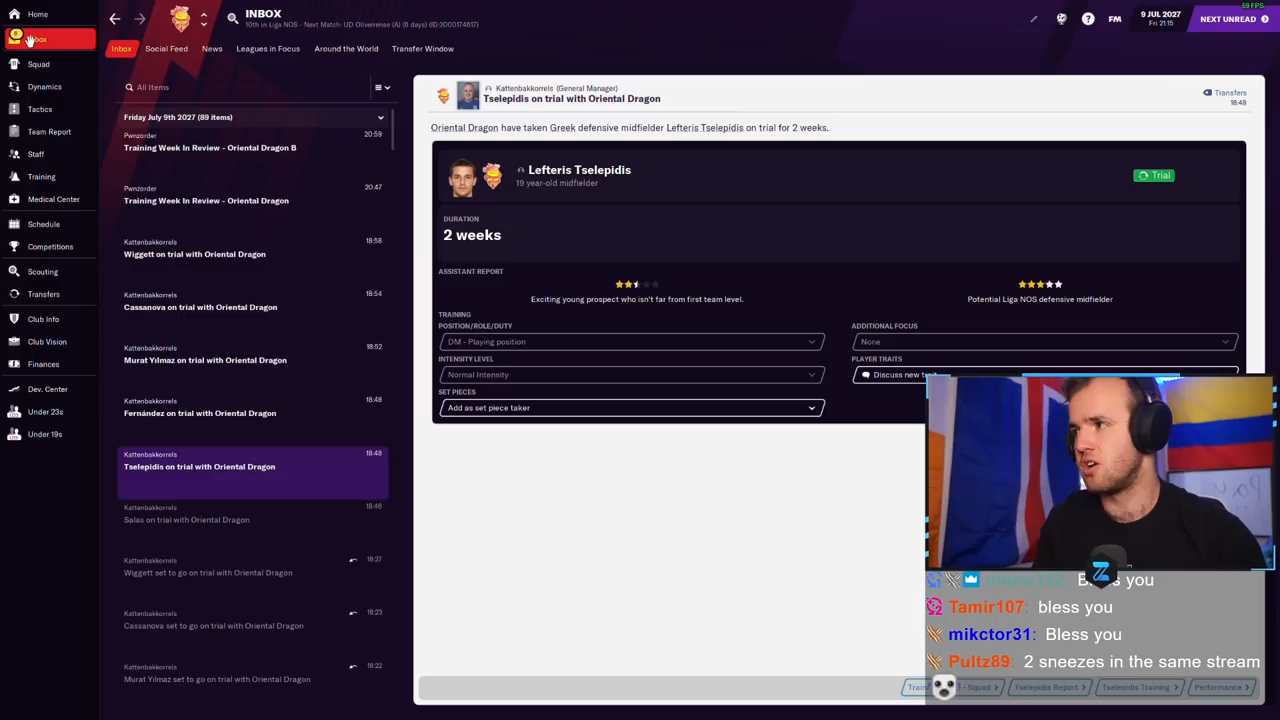 59 FPS
Home
Inbox
Squad
Dynamics
Tactics
Team Report
Staff
Training
Medical Center
Schedule
Competitions
Scouting
Transfers
Club Info
Club Vision
Finances
Dev. Center
Under 23s
Under 19s
INBOX
10th in Liga NOS - Next Match: UD Oliveirense (A) (8 days) (ID:2000174617)
FM
9 JUL 2027
Fri 21:15
NEXT UNREAD
Inbox Social Feed News Leagues in Focus Around the World Transfer Window
All Items
Friday July 9th 2027 (89 items)
Pwnzorder 20:59
Training Week In Review - Oriental Dragon B
Pwnzorder 20:47
Training Week In Review - Oriental Dragon
Kattenbakkorrels 18:58
Wiggett on trial with Oriental Dragon
Kattenbakkorrels 18:54
Cassanova on trial with Oriental Dragon
Kattenbakkorrels 18:52
Murat Yılmaz on trial with Oriental Dragon
Kattenbakkorrels 18:48
Fernández on trial with Oriental Dragon
Kattenbakkorrels 18:48
Tselepidis on trial with Oriental Dragon
Kattenbakkorrels 18:46
Salas on trial with Oriental Dragon
Kattenbakkorrels 18:27
Wiggett set to go on trial with Oriental Dragon
Kattenbakkorrels 18:23
Cassanova set to go on trial with Oriental Dragon
Kattenbakkorrels 18:22
Murat Yılmaz set to go on trial with Oriental Dragon
Kattenbakkorrels (General Manager)
Tselepidis on trial with Oriental Dragon
Transfers
18:48
Oriental Dragon have taken Greek defensive midfielder Lefteris Tselepidis on trial for 2 weeks.
Lefteris Tselepidis
19 year-old midfielder
Trial
DURATION
2 weeks
ASSISTANT REPORT
Exciting young prospect who isn't far from first team level.
Potential Liga NOS defensive midfielder
TRAINING
POSITION/ROLE/DUTY
DM - Playing position
ADDITIONAL FOCUS
None
INTENSITY LEVEL
Normal Intensity
PLAYER TRAITS
Discuss new trait
SET PIECES
Add as set piece taker
Bless you
Tamir107: bless you
mikctor31: Bless you
Pultz89: 2 sneezes in the same stream
Squad
Tselepidis Report
Tselepidis Training
Performance